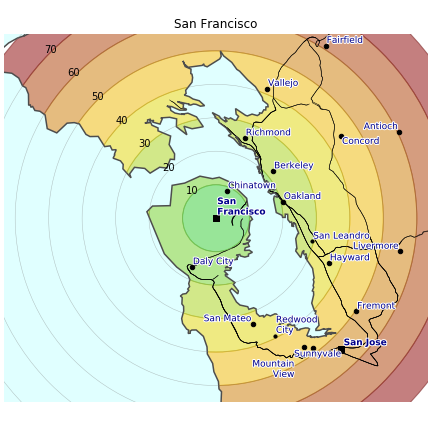 San Francisco
70
Fairfield
60
Vallejo
50
40
Richmond
Antioch
Concord
30
20
Berkeley
10
Chinatown
San
Francisco
Oakland
San Leandro
Livermore
Daly City
Hayward
Fremont
San Mateo
Redwood
City
San Jose
Sunnyvale
Mountain
View